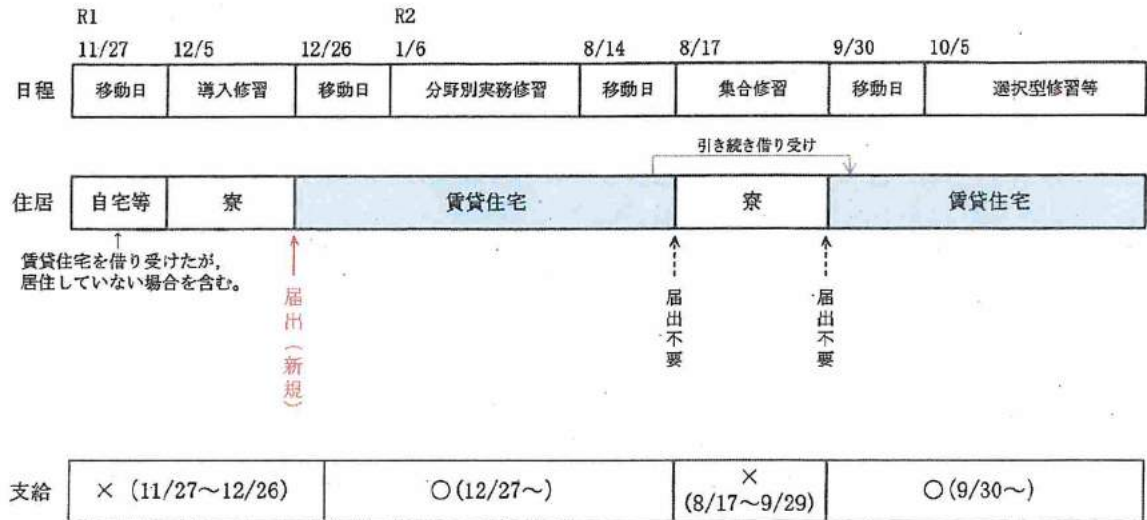 R1 R2
11/27 12/5 12/26 1/6 8/14 8/17 9/30 10/5
日程 移動日 導入修習 移動日 分野別実務修習 移動日 集合修習 移動日 選択型修習等
引き続き借り受け
住居 自宅等 寮 賃貸住宅 寮 賃貸住宅
賃貸住宅を借り受けたが,
居住していない場合を含む。
届出(新規)
届出不要
届出不要
支給 × (11/27～12/26) ○(12/27～) × (8/17～9/29) ○(9/30～)